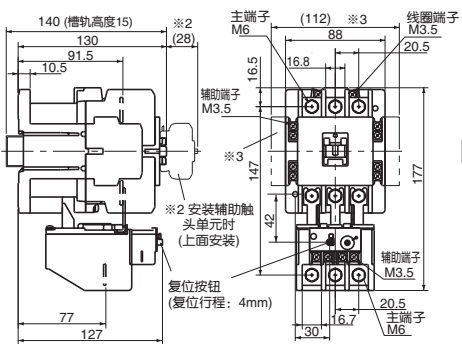 140 (槽轨高度15)
※2
(28)
130
91.5
10.5
※2 安装辅助触
头单元时
(上面安装)
复位按钮
(复位行程：4mm)
77
127
主端子
M6
(112)
※3
线圈端子
M3.5
88
20.5
16.8
16.5
辅助端子
M3.5
※3
147
177
42
辅助端子
M3.5
20.5
16.7
主端子
M6
30